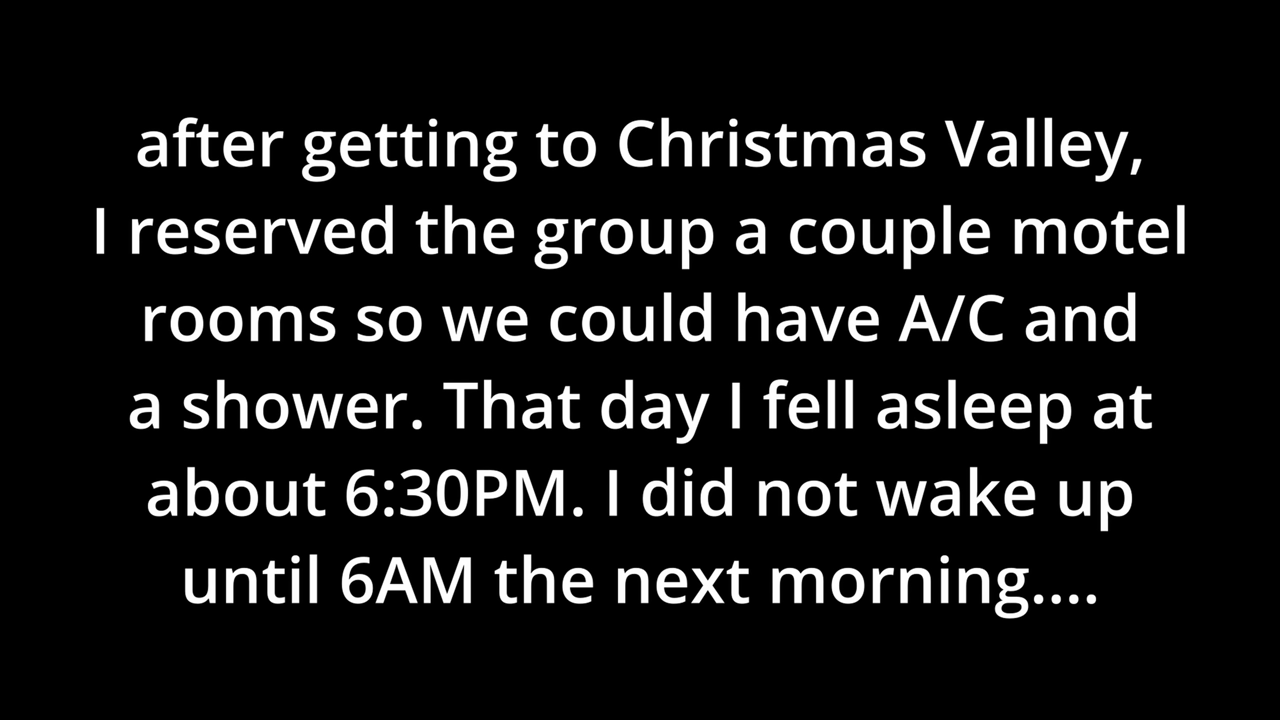 after getting to Christmas Valley,
I reserved the group a couple motel
rooms so we could have A/C and
a shower. That day I fell asleep at
about 6:30PM. I did not wake up
until 6AM the next morning....